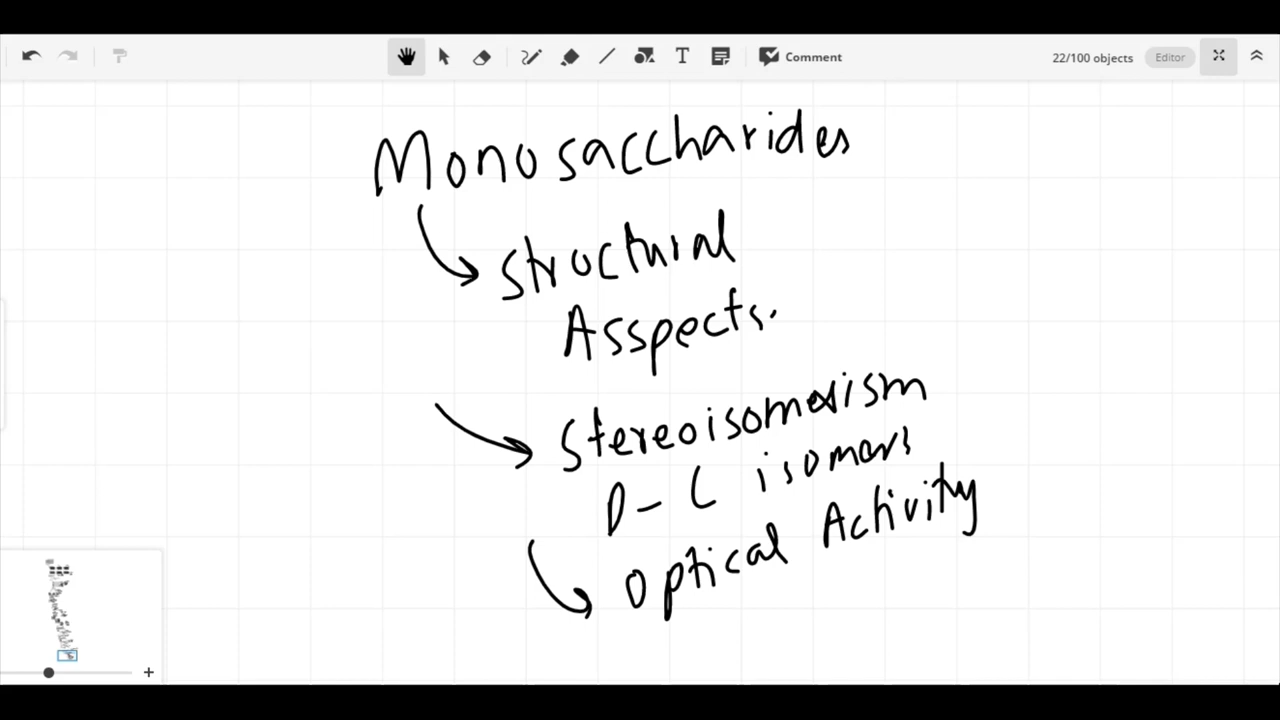 Comment
22/100 objects
Editor
Monosaccharides
Structural
Asspects.
Stereoisomerism
D-L isomers
Optical Activity